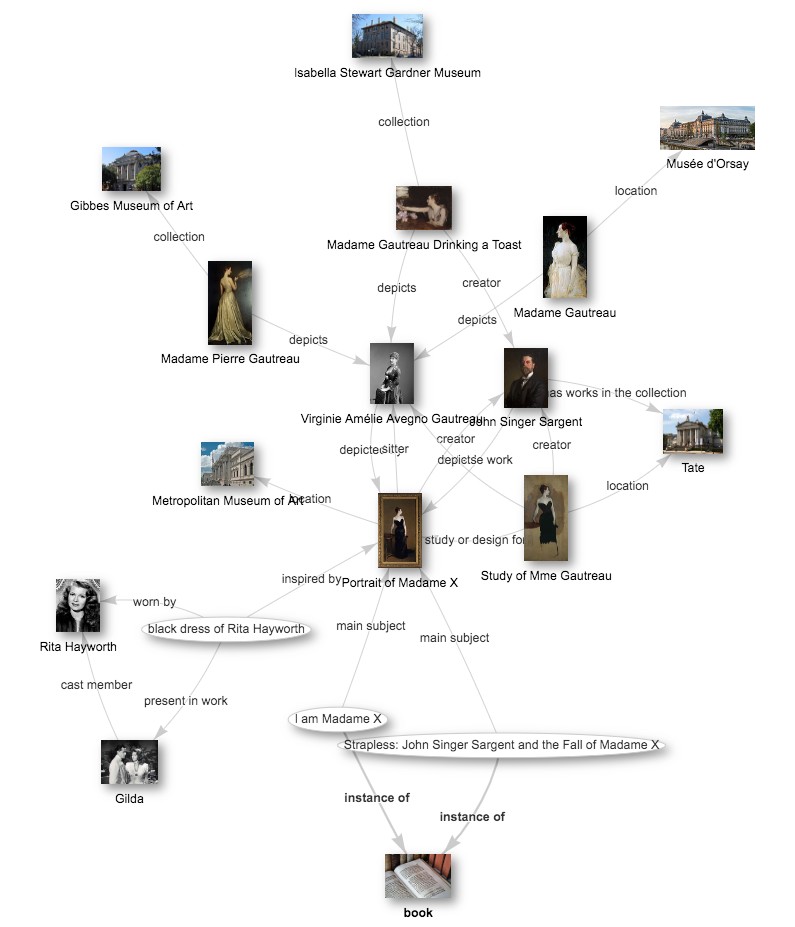 Isabella Stewart Gardner Museum
collection
Musée d'Orsay
location
Gibbes Museum of Art
collection
Madame Gautreau Drinking a Toast
creator
depicts
Madame Gautreau
depicts
depicts
Madame Pierre Gautreau
has works in the collection
Virginie Amélie Avegno Gautreau
John Singer Sargent
creator
creator
depicts
sitter
depicts
work
Tate
location
Metropolitan Museum of Art
location
study or design for
Study of Mme Gautreau
inspired by
Portrait of Madame X
worn by
black dress of Rita Hayworth
main subject
main subject
Rita Hayworth
cast member
present in work
I am Madame X
Strapless: John Singer Sargent and the Fall of Madame X
Gilda
instance of
instance of
book